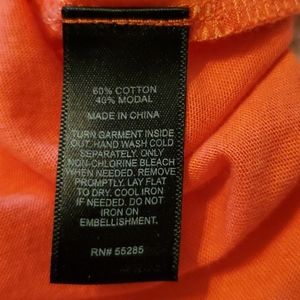 60% COTTON
40% MODAL
MADE IN CHINA
TURN GARMENT INSIDE
OUT. HAND WASH COLD
SEPARATELY. ONLY
NON-CHLORINE BLEACH
WHEN NEEDED. REMOVE
PROMPTLY. LAY FLAT
TO DRY. COOL IRON
IF NEEDED. DO NOT
IRON ON
EMBELLISHMENT.
RN# 55285